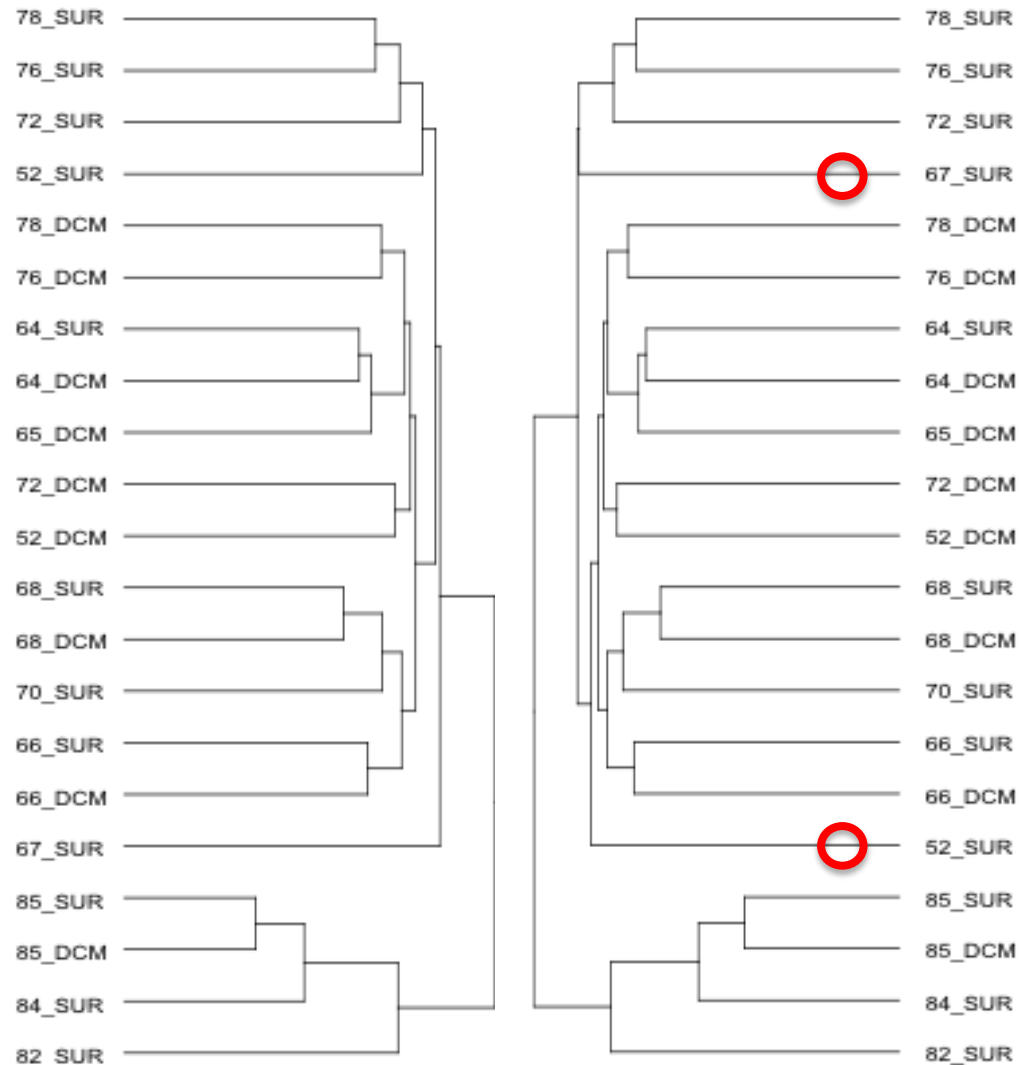 78_SUR 78_SUR
76_SUR 76_SUR
72_SUR 72_SUR
52_SUR 67_SUR
78_DCM 78_DCM
76_DCM 76_DCM
64_SUR 64_SUR
64_DCM 64_DCM
65_DCM 65_DCM
72_DCM 72_DCM
52_DCM 52_DCM
68_SUR 68_SUR
68_DCM 68_DCM
70_SUR 70_SUR
66_SUR 66_SUR
66_DCM 66_DCM
67_SUR 52_SUR
85_SUR 85_SUR
85_DCM 85_DCM
84_SUR 84_SUR
82_SUR 82_SUR